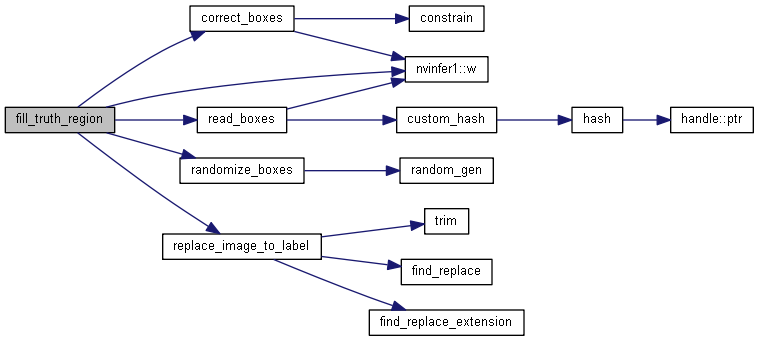 correct_boxes
constrain
nvinfer1::w
fill_truth_region
read_boxes
custom_hash
hash
handle::ptr
randomize_boxes
random_gen
trim
replace_image_to_label
find_replace
find_replace_extension